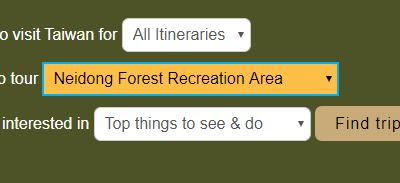 o visit Taiwan for All Itineraries
o tour Neidong Forest Recreation Area
interested in Top things to see & do Find trip